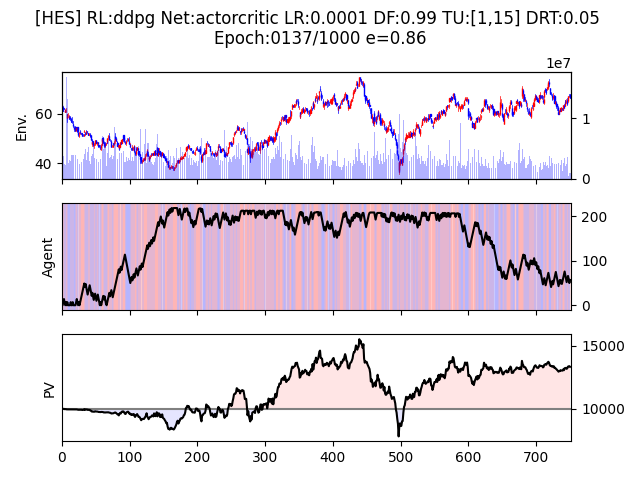 [HES] RL:ddpg Net:actorcritic LR:0.0001 DF:0.99 TU:[1,15] DRT:0.05
Epoch:0137/1000 e=0.86
1e7
Env.
60
40
1
0
Agent
200
100
0
PV
15000
10000
0 100 200 300 400 500 600 700